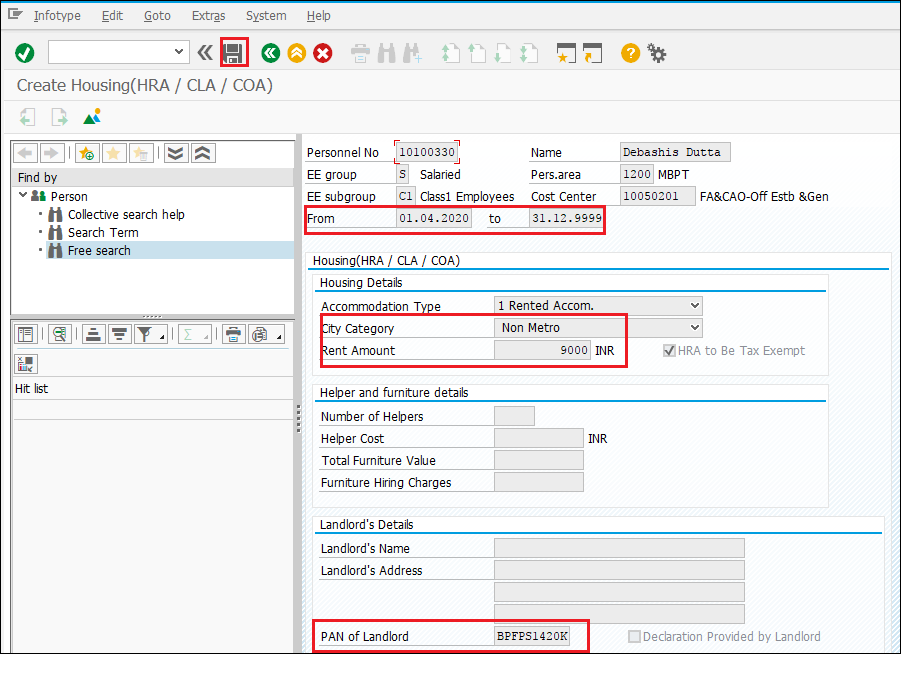 Infotype Edit Goto Extras System Help
Create Housing(HRA / CLA / COA)
Find by
Person
Collective search help
Search Term
Free search
Hit list
Personnel No 10100330 Name Debashis Dutta
EE group S Salaried Pers.area 1200 MBPT
EE subgroup C1 Class1 Employees Cost Center 10050201 FA&CAO-Off Estb &Gen
From 01.04.2020 to 31.12.9999
Housing(HRA / CLA / COA)
Housing Details
Accommodation Type 1 Rented Accom.
City Category Non Metro
Rent Amount 9000 INR HRA to Be Tax Exempt
Helper and furniture details
Number of Helpers
Helper Cost INR
Total Furniture Value
Furniture Hiring Charges
Landlord's Details
Landlord's Name
Landlord's Address
PAN of Landlord BPFPS1420K Declaration Provided by Landlord